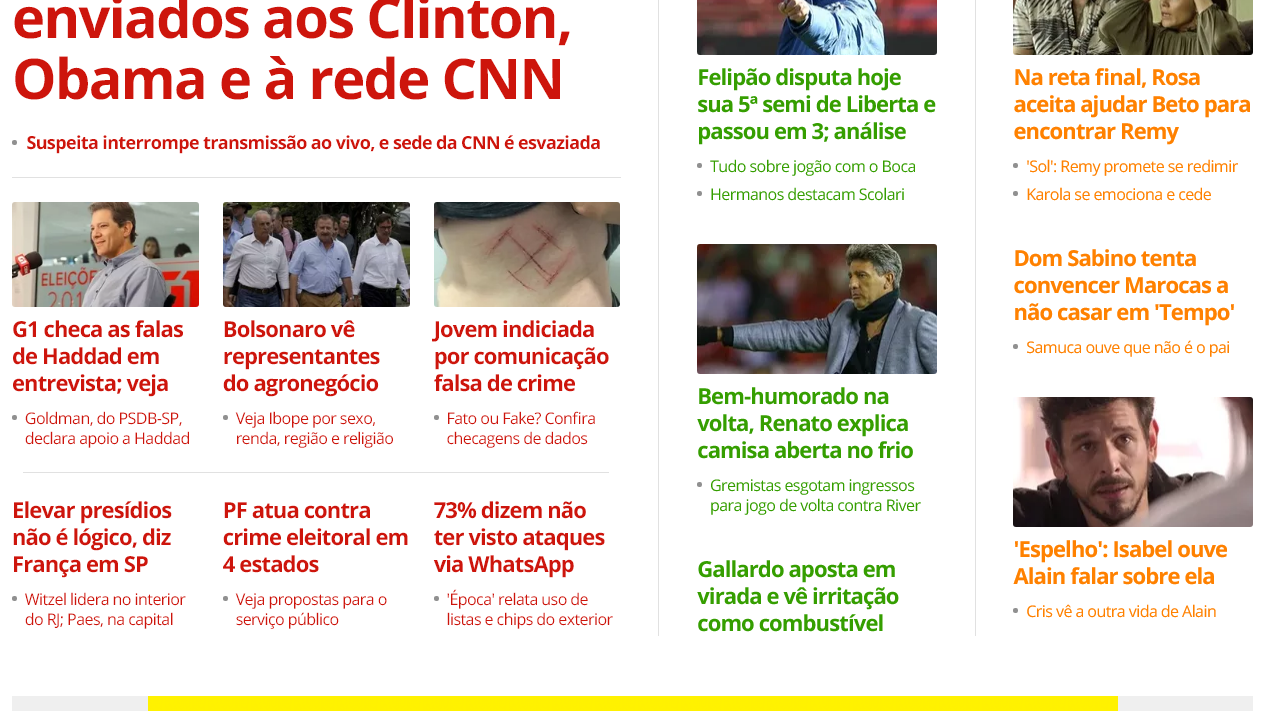 enviados aos Clinton,
Obama e à rede CNN
Suspeita interrompe transmissão ao vivo, e sede da CNN é esvaziada
ELEIÇÕES
201
G1
G1 checa as falas
de Haddad em
entrevista; veja
Goldman, do PSDB-SP,
declara apoio a Haddad
Bolsonaro vê
representantes
do agronegócio
Veja Ibope por sexo,
renda, região e religião
Jovem indiciada
por comunicação
falsa de crime
Fato ou Fake? Confira
checagens de dados
Elevar presídios
não é lógico, diz
França em SP
Witzel lidera no interior
do RJ; Paes, na capital
PF atua contra
crime eleitoral em
4 estados
Veja propostas para o
serviço público
73% dizem não
ter visto ataques
via WhatsApp
'Época' relata uso de
listas e chips do exterior
Felipão disputa hoje
sua 5ª semi de Liberta e
passou em 3; análise
Tudo sobre jogão com o Boca
Hermanos destacam Scolari
Bem-humorado na
volta, Renato explica
camisa aberta no frio
Gremistas esgotam ingressos
para jogo de volta contra River
Gallardo aposta em
virada e vê irritação
como combustível
Na reta final, Rosa
aceita ajudar Beto para
encontrar Remy
'Sol': Remy promete se redimir
Karola se emociona e cede
Dom Sabino tenta
convencer Marocas a
não casar em 'Tempo'
Samuca ouve que não é o pai
'Espelho': Isabel ouve
Alain falar sobre ela
Cris vê a outra vida de Alain